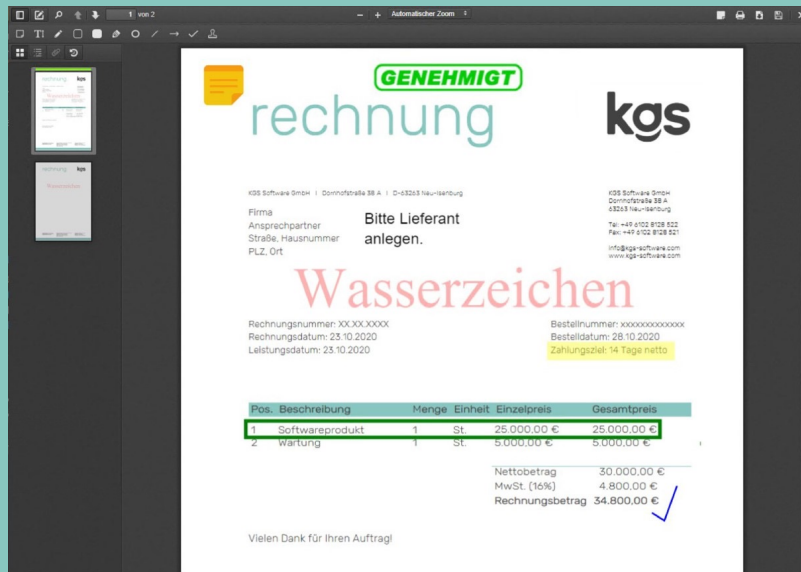 1 von 2
Automatischer Zoom
GENEHMIGT
rechnung
kgs
KGS Software GmbH | Dornhofstraße 38 A | D-63263 Neu-Isenburg
KGS Software GmbH
Dornhofstraße 38 A
63263 Neu-Isenburg
Tel: +49 6102 8128 522
Fax: +49 6102 8128 521
info@kgs-software.com
www.kgs-software.com
Firma
Ansprechpartner
Straße, Hausnummer
PLZ, Ort
Bitte Lieferant
anlegen.
Wasserzeichen
Rechnungsnummer: XX.XX.XXXX
Rechnungsdatum: 23.10.2020
Leistungsdatum: 23.10.2020
Bestellnummer: xxxxxxxxxxxxx
Bestelldatum: 28.10.2020
Zahlungsziel: 14 Tage netto
Pos. Beschreibung Menge Einheit Einzelpreis Gesamtpreis
1 Softwareprodukt 1 St. 25.000,00 € 25.000,00 €
2 Wartung 1 St. 5.000,00 € 5.000,00 €
Nettobetrag 30.000,00 €
MwSt. (16%) 4.800,00 €
Rechnungsbetrag 34.800,00 €
Vielen Dank für Ihren Auftrag!